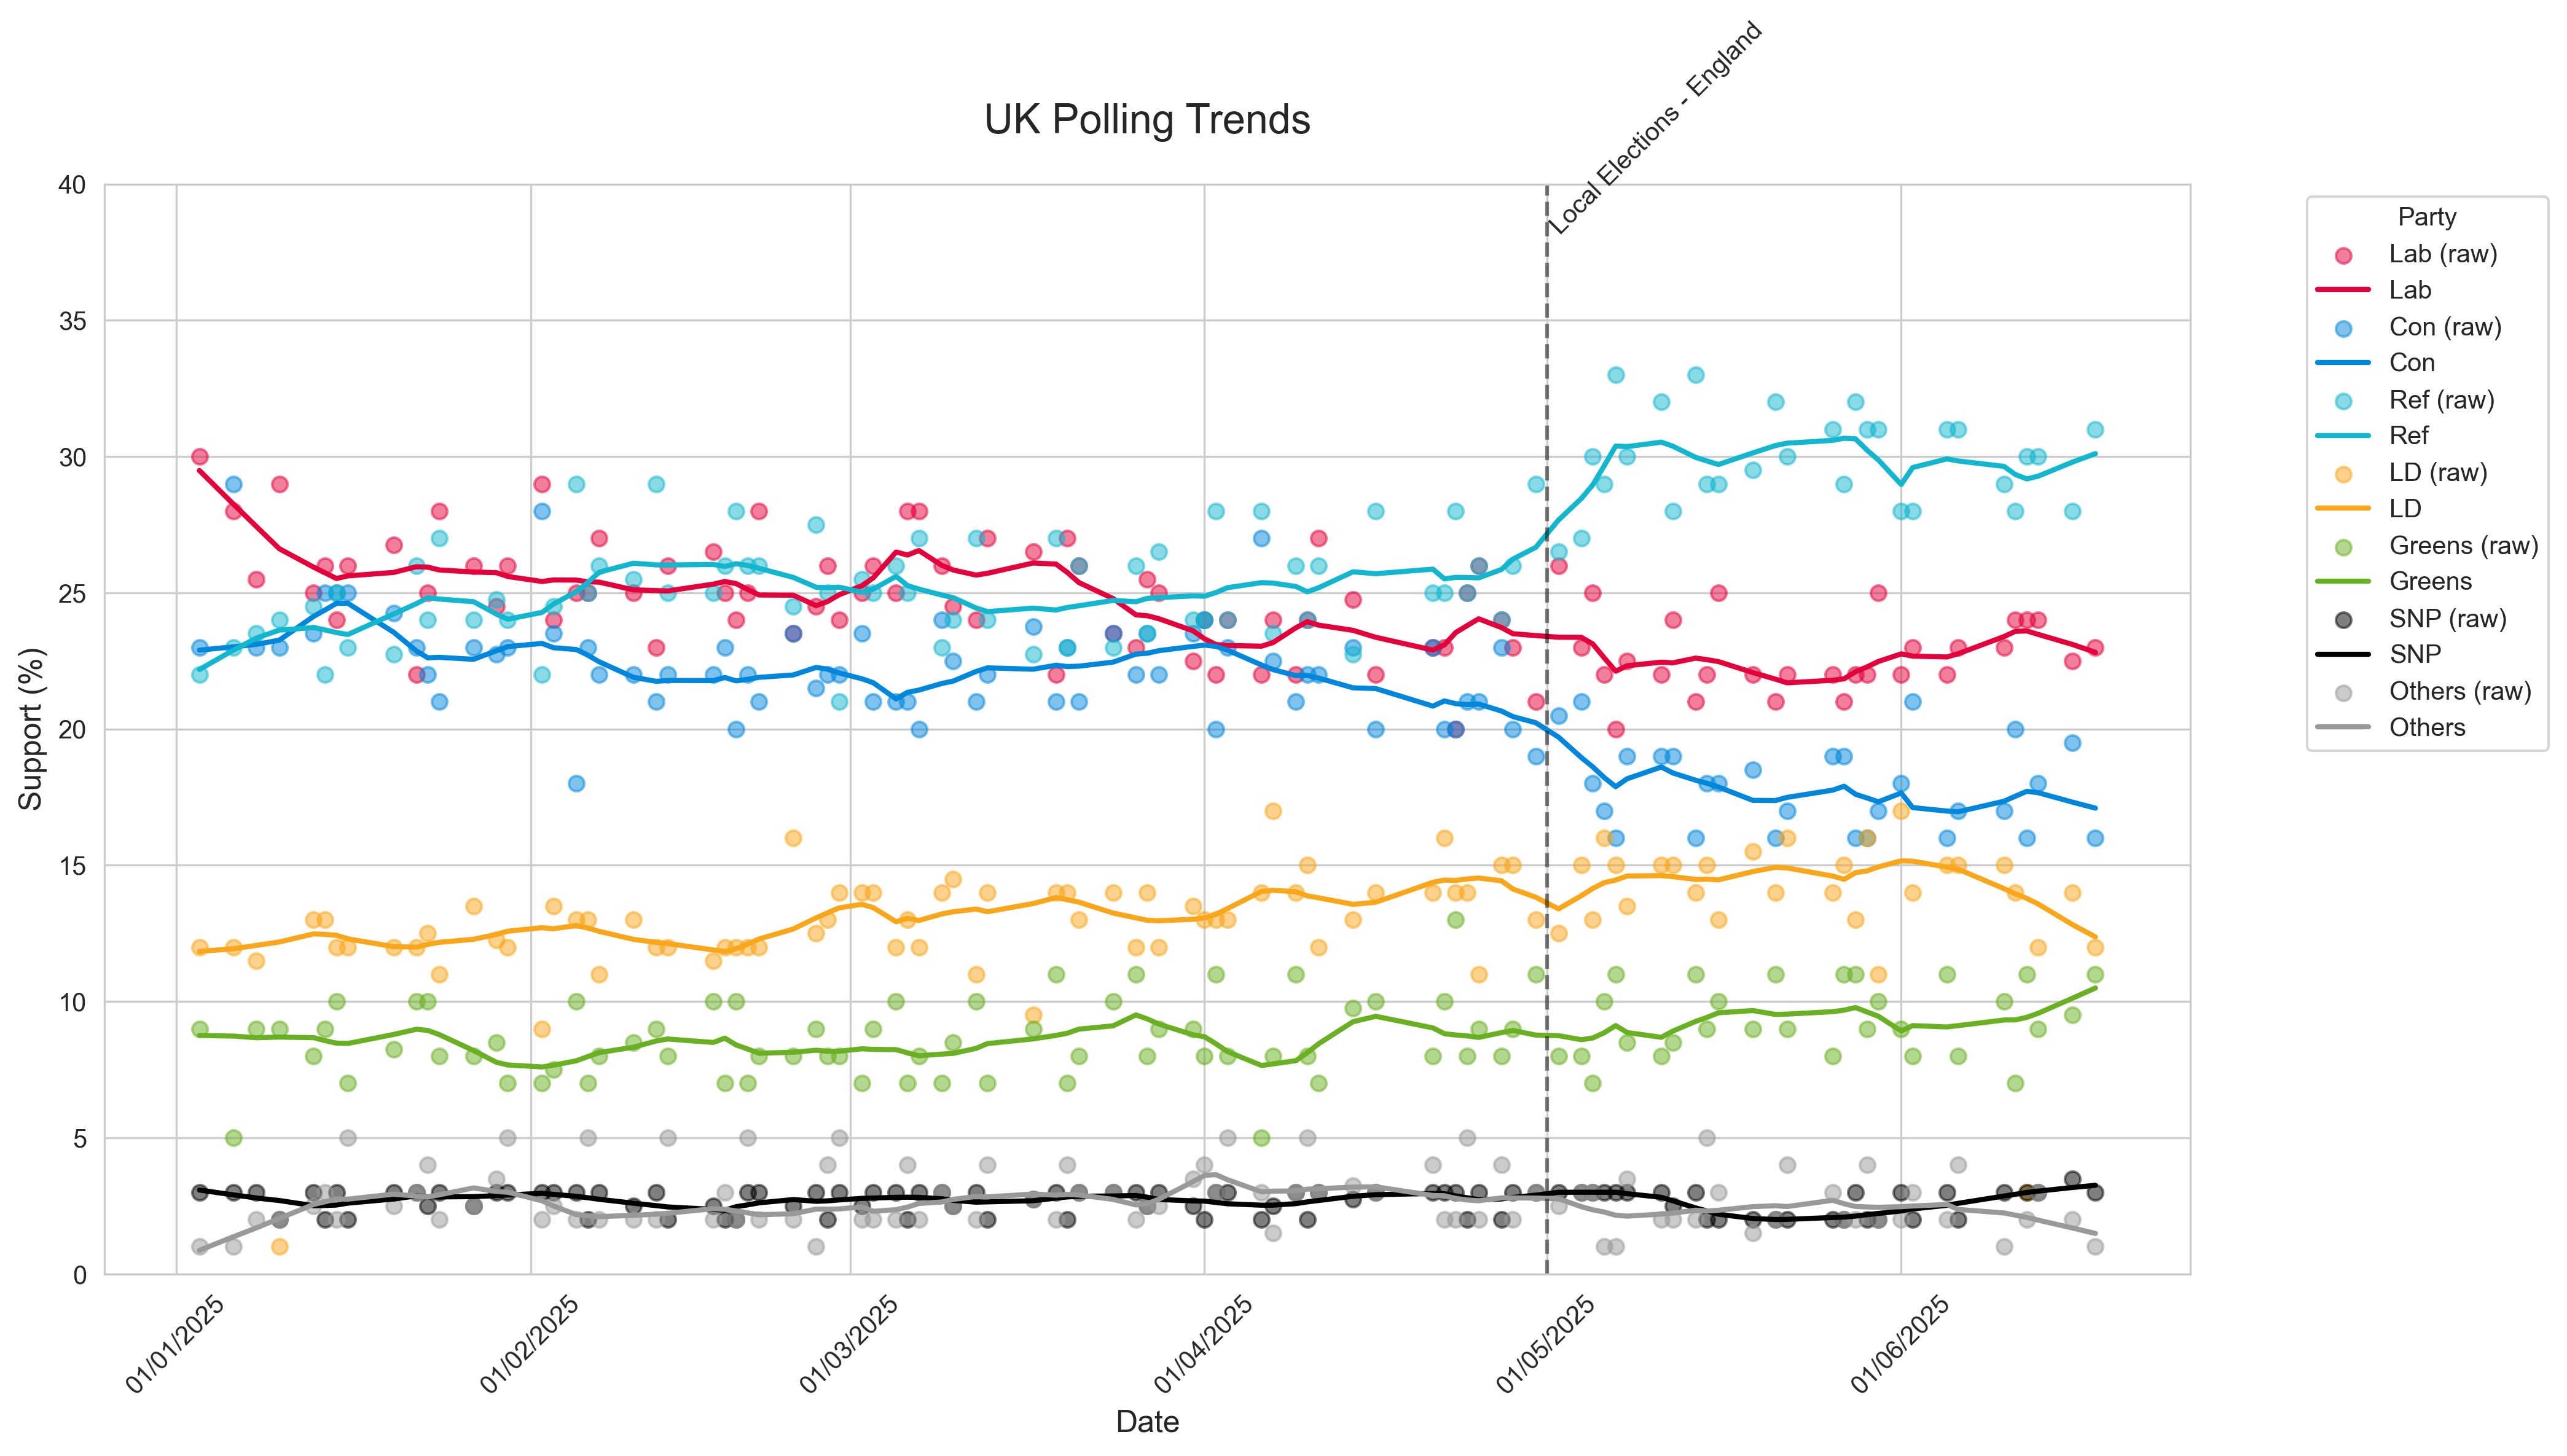 Local Elections - England
UK Polling Trends
40
35
30
25
20
15
10
5
0
Support (%)
01/01/2025
01/02/2025
01/03/2025
01/04/2025
01/05/2025
01/06/2025
Date
Party
Lab (raw)
Lab
Con (raw)
Con
Ref (raw)
Ref
LD (raw)
LD
Greens (raw)
Greens
SNP (raw)
SNP
Others (raw)
Others